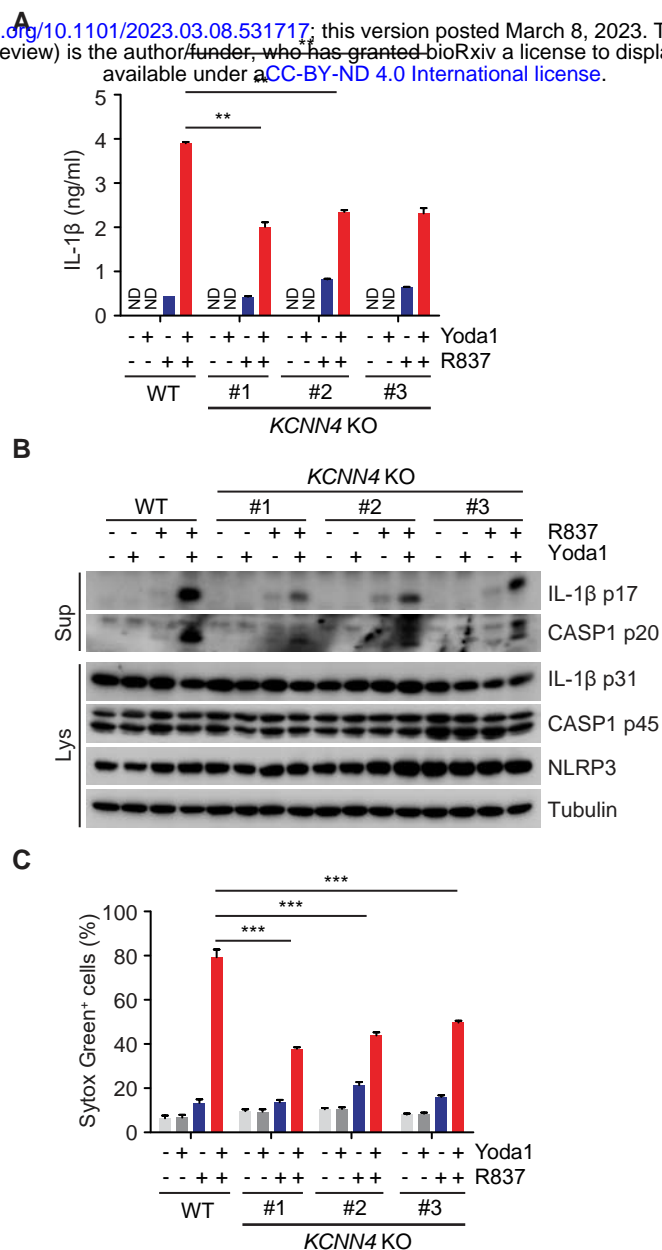 A
.org/10.1101/2023.03.08.531717; this version posted March 8, 2023. T
eview) is the author/funder, who has granted bioRxiv a license to displa
available under aCC-BY-ND 4.0 International license.
**
**
**
IL-1β (ng/ml)
5
4
3
2
1
0
ND ND ND ND ND ND ND ND
- + - + - + - + - + - + - + - + Yoda1
- - + + - - + + - - + + - - + + R837
WT #1 #2 #3
KCNN4 KO
B
KCNN4 KO
WT #1 #2 #3
- - + + - - + + - - + + - - + + R837
- + - + - + - + - + - + - + - + Yoda1
Sup
IL-1β p17
CASP1 p20
Lys
IL-1β p31
CASP1 p45
NLRP3
Tubulin
C
***
***
***
Sytox Green⁺ cells (%)
100
80
60
40
20
0
- + - + - + - + - + - + - + - + Yoda1
- - + + - - + + - - + + - - + + R837
WT #1 #2 #3
KCNN4 KO